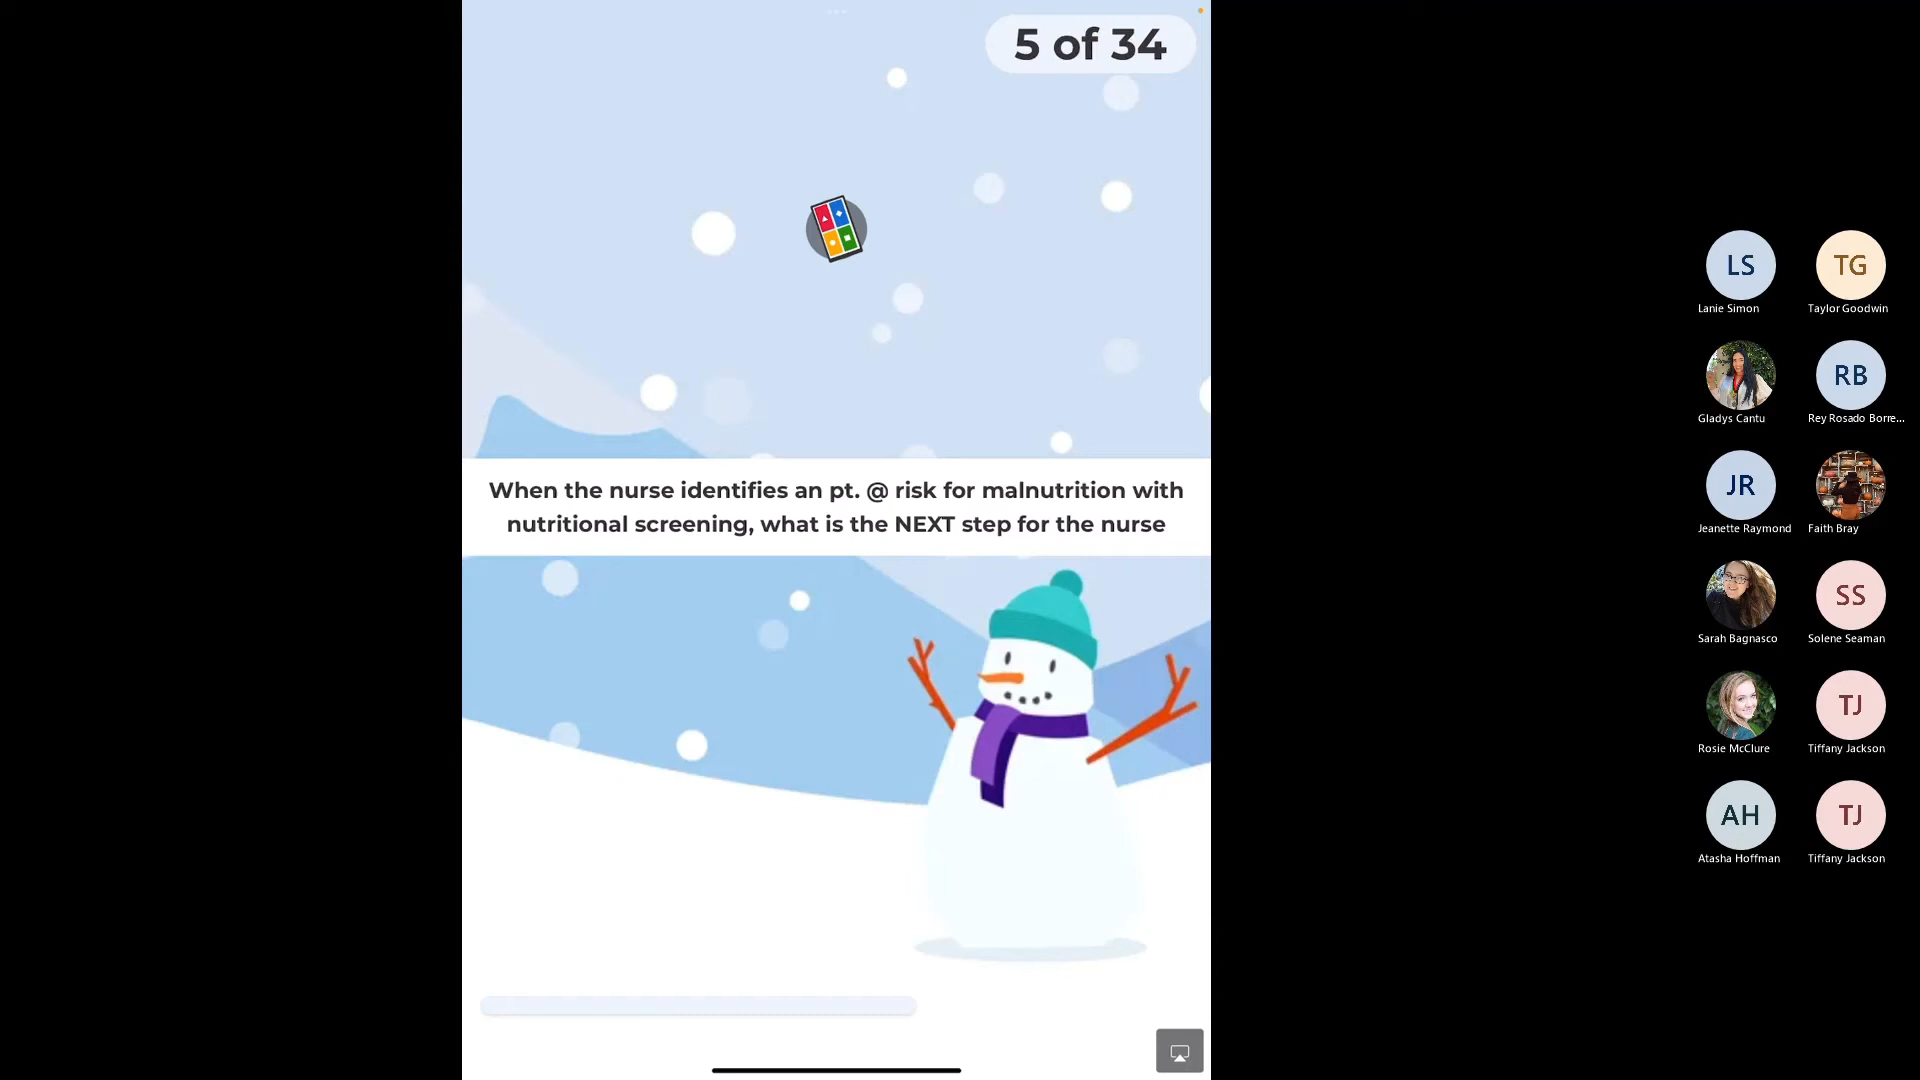 5 of 34
When the nurse identifies an pt. @ risk for malnutrition with
nutritional screening, what is the NEXT step for the nurse
LS
TG
Lanie Simon
Taylor Goodwin
RB
Gladys Cantu
Rey Rosado Borre...
JR
Jeanette Raymond
Faith Bray
SS
Sarah Bagnasco
Solene Seaman
TJ
Rosie McClure
Tiffany Jackson
AH
TJ
Atasha Hoffman
Tiffany Jackson